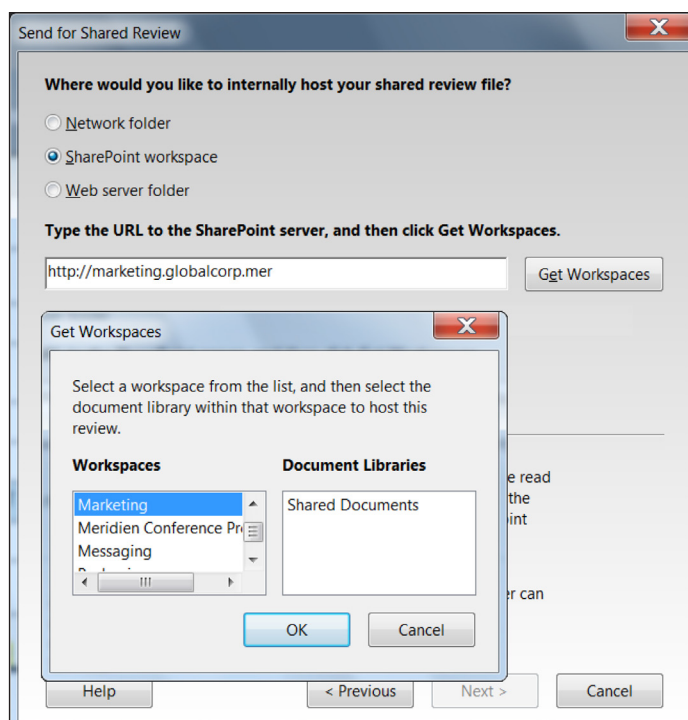 Send for Shared Review
Where would you like to internally host your shared review file?
Network folder
SharePoint workspace
Web server folder
Type the URL to the SharePoint server, and then click Get Workspaces.
http://marketing.globalcorp.mer
Get Workspaces
Get Workspaces
Select a workspace from the list, and then select the
document library within that workspace to host this
review.
Workspaces
Document Libraries
Marketing
Shared Documents
Meridien Conference
Messaging
read
the
can
OK
Cancel
Help
< Previous
Next >
Cancel